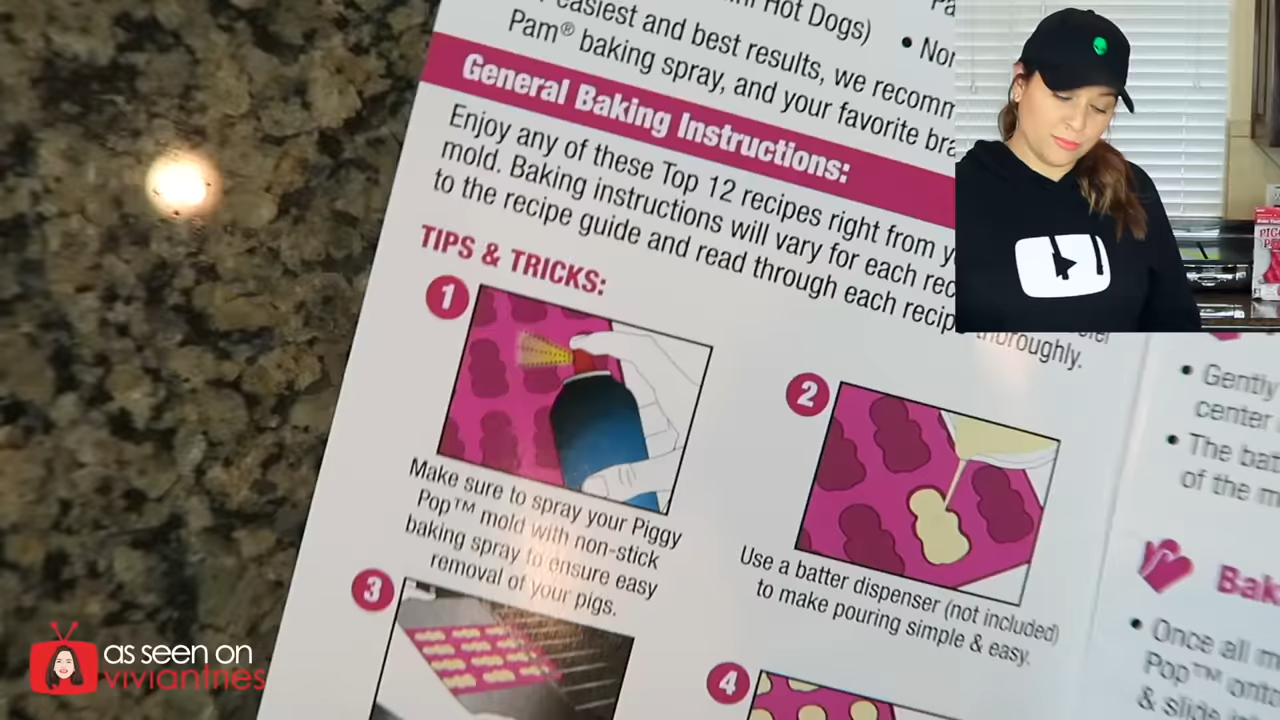 Hot Dogs)
easiest and best results, we recomm
Pam® baking spray, and your favorite bra
• Nor
General Baking Instructions:
Enjoy any of these Top 12 recipes right from y
mold. Baking instructions will vary for each rec
to the recipe guide and read through each recipe thoroughly.
TIPS & TRICKS:
1
Make sure to spray your Piggy
Pop™ mold with non-stick
baking spray to ensure easy
removal of your pigs.
2
Use a batter dispenser (not included)
to make pouring simple & easy.
3
4
• Gently
center
• The bat
of the m
Bak
• Once all m
Pop™ onto
& slide
as seen on
viviantries